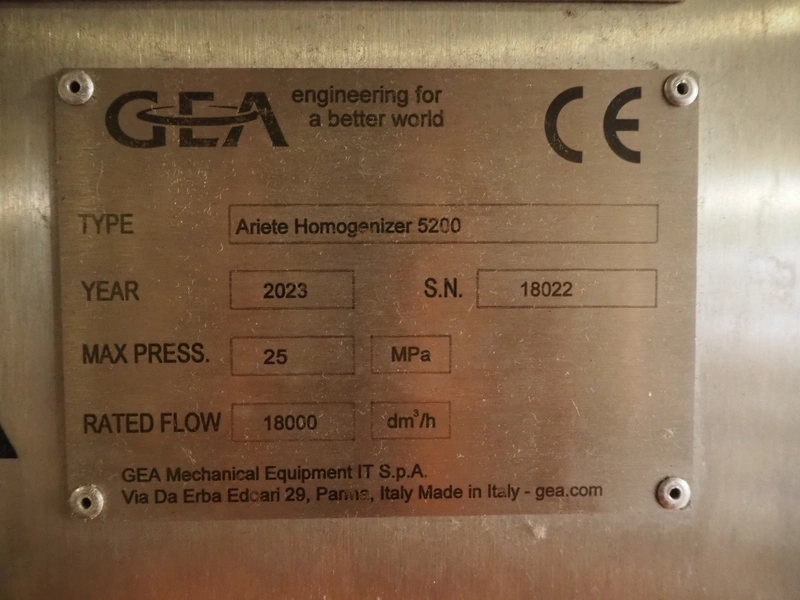 GEA engineering for
a better world
CE
TYPE Ariete Homogenizer 5200
YEAR 2023 S.N. 18022
MAX PRESS. 25 MPa
RATED FLOW 18000 dm³/h
GEA Mechanical Equipment IT S.p.A.
Via Da Erba Edoari 29, Parma, Italy Made in Italy - gea.com